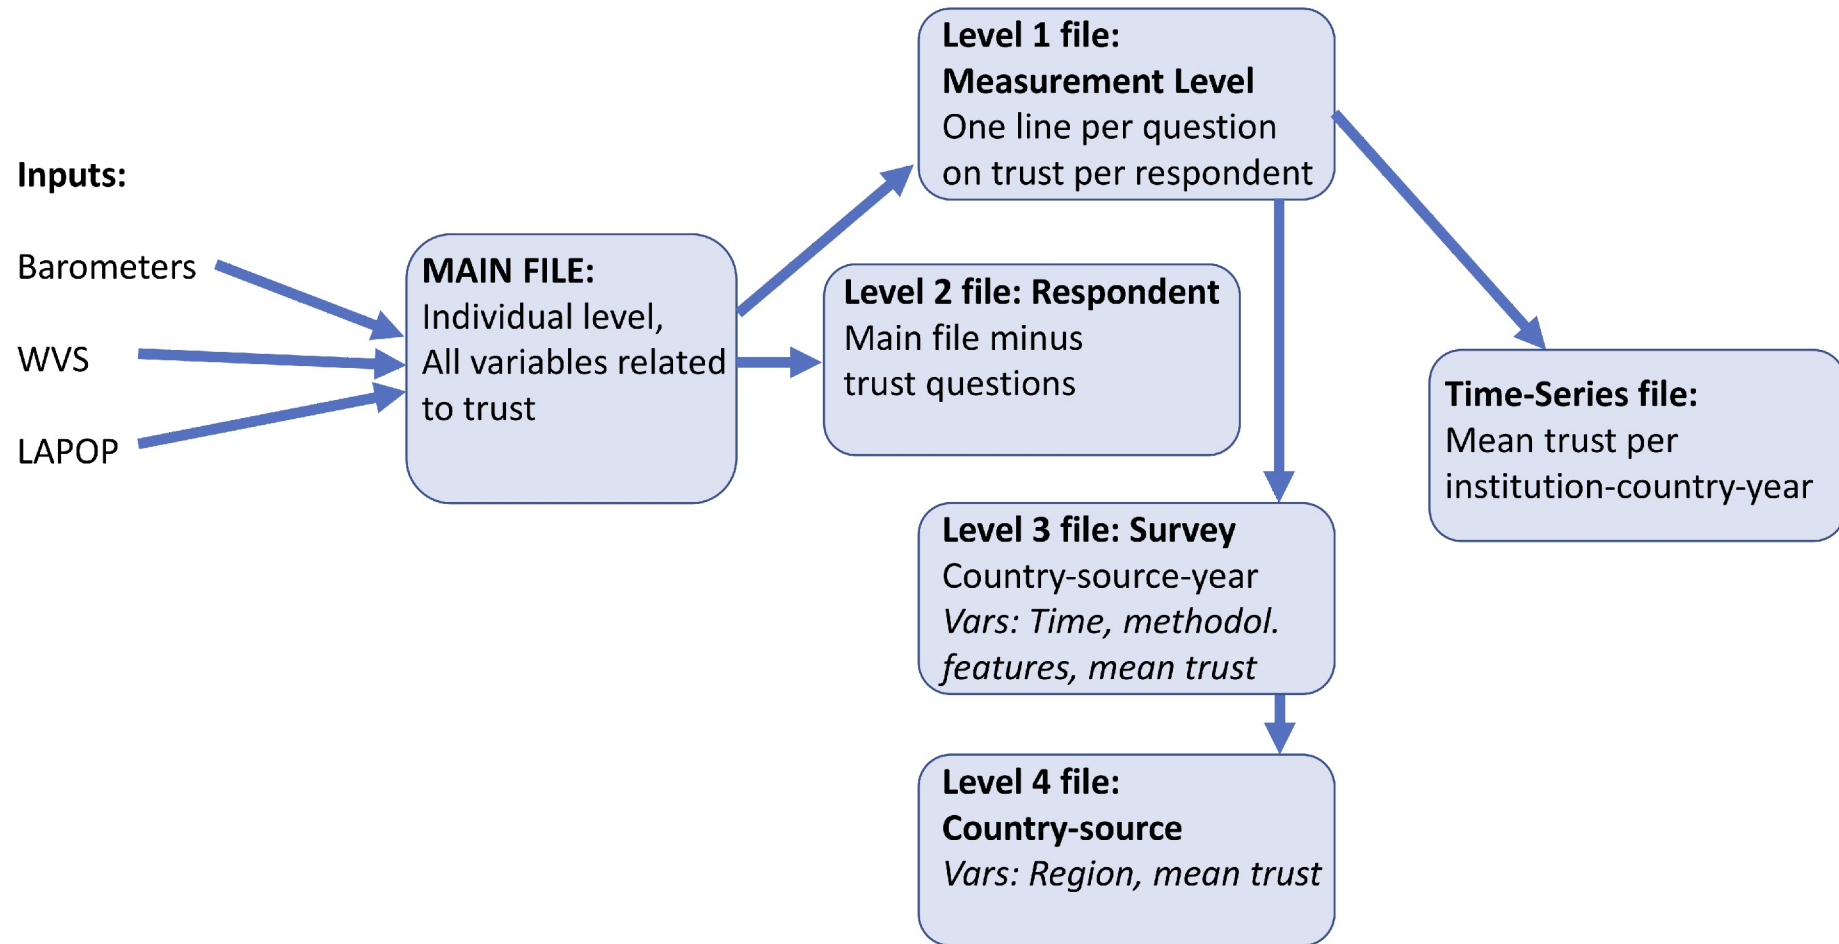 Inputs:
Barometers
WVS
LAPOP
MAIN FILE:
Individual level,
All variables related
to trust
Level 1 file:
Measurement Level
One line per question
on trust per respondent
Level 2 file: Respondent
Main file minus
trust questions
Level 3 file: Survey
Country-source-year
Vars: Time, methodol.
features, mean trust
Level 4 file:
Country-source
Vars: Region, mean trust
Time-Series file:
Mean trust per
institution-country-year